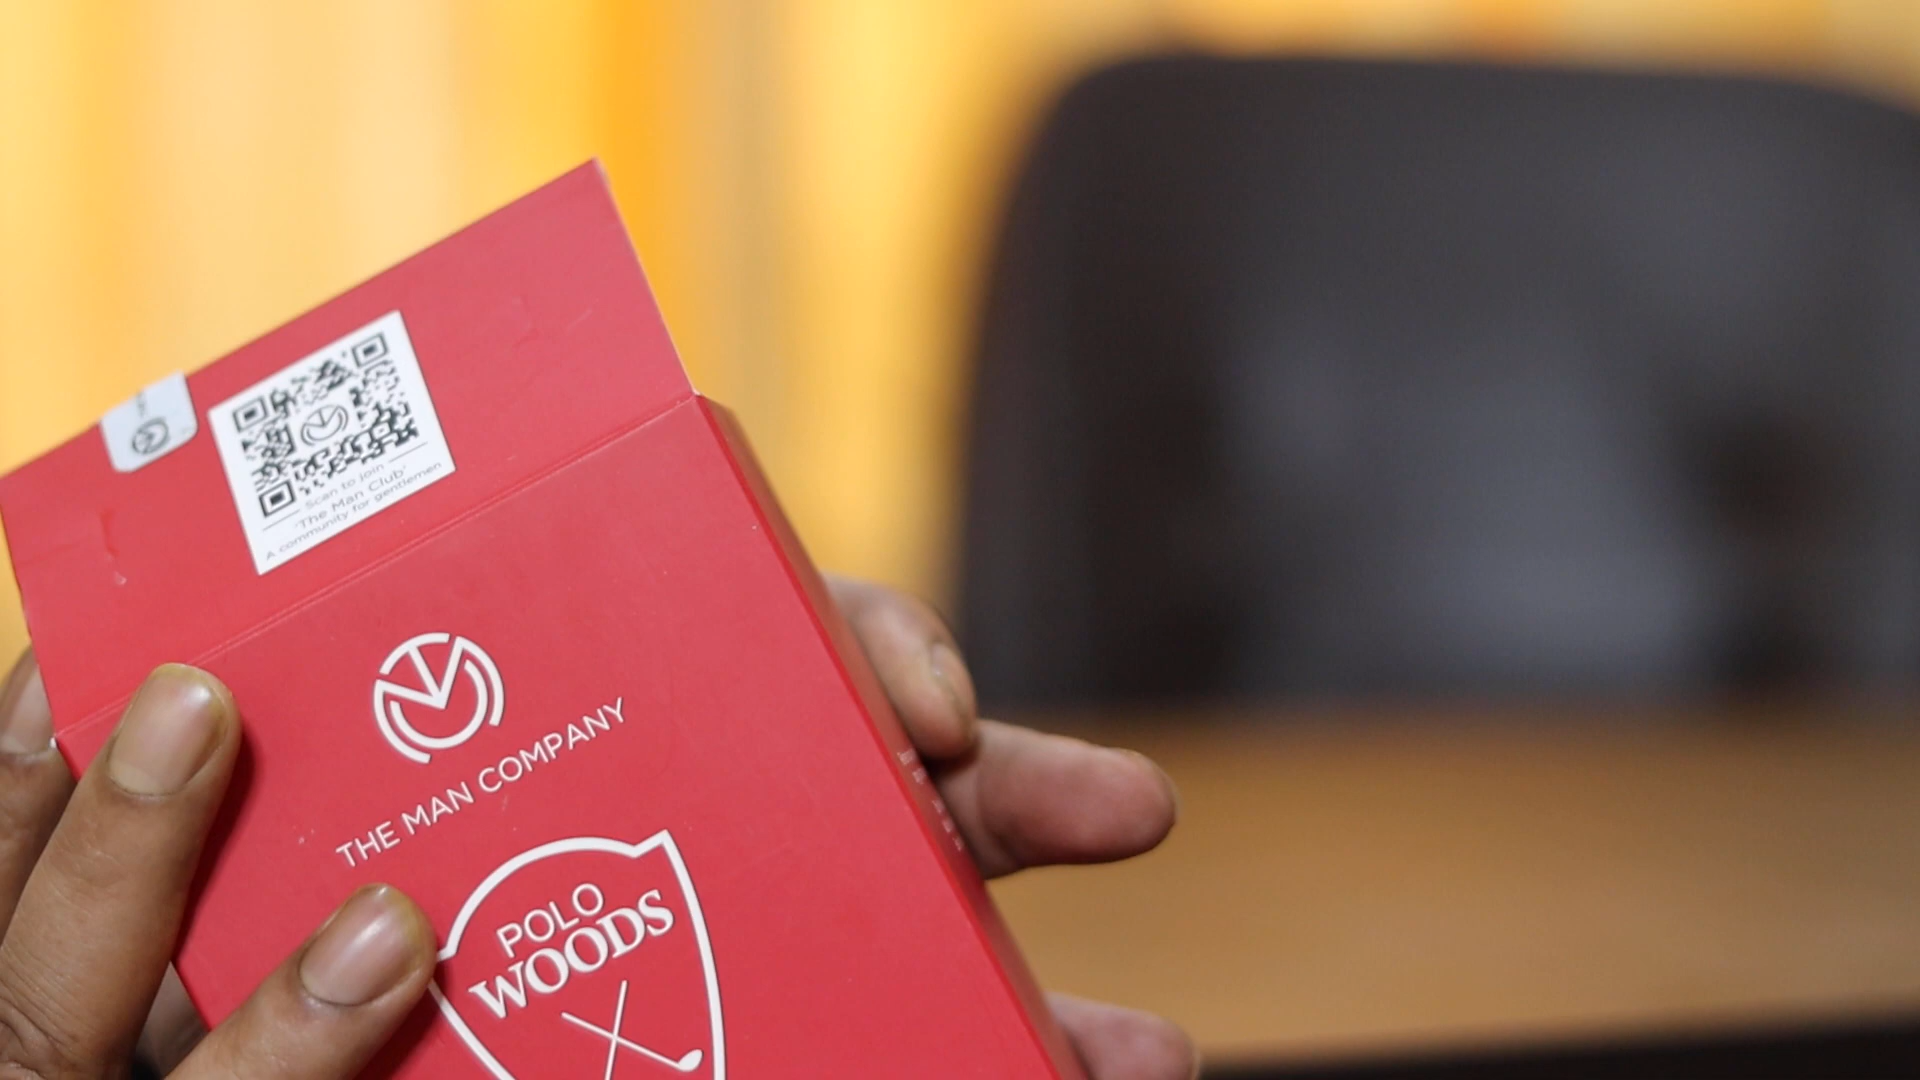 Scan to join
'The Man Club'
A community for gentlemen
THE MAN COMPANY
POLO
WOODS